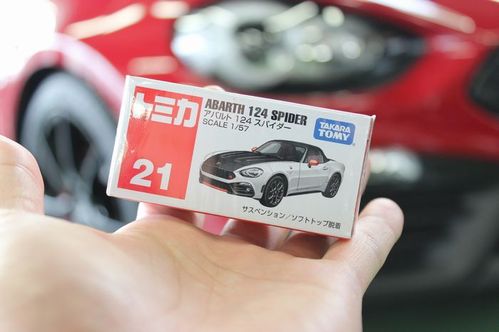 トミカ
21
ABARTH 124 SPIDER
アバルト 124 スパイダー
SCALE 1/57
TAKARA
TOMY
サスペンション/ソフトトップ脱着